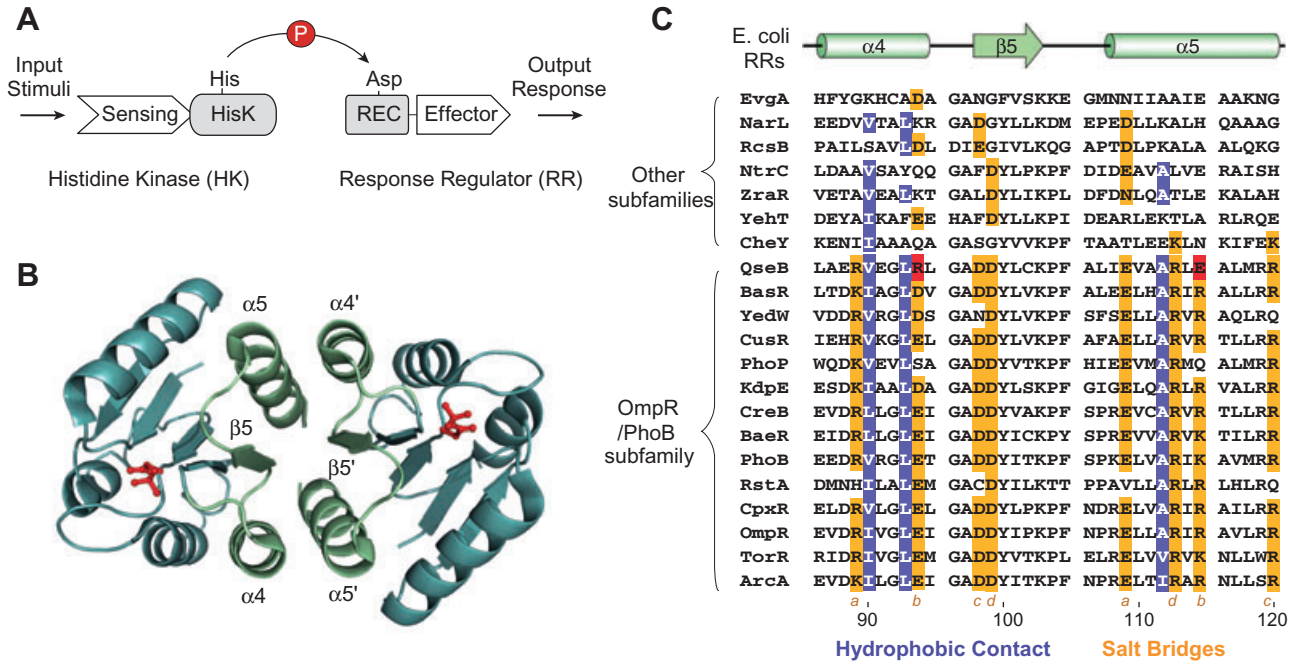 A
P
His
Asp
Input
Stimuli
Sensing
HisK
REC
Effector
Output
Response
Histidine Kinase (HK)
Response Regulator (RR)
B
α5
α4'
β5
β5'
α4
α5'
C
E. coli
RRs
α4
β5
α5
Other
subfamilies
EvgA HFYGKHCADA GANGFVSKKE GMNNIIAAIE AAKNG
NarL EEDVVTALKR GADGYLLKDM EPEDLLKALH QAAAG
RcsB PAILSAVLDL DIEGIVLKQG APTDLPKALA ALQKG
NtrC LDAAVSAYQQ GAFDYLPKPF DIDEAVALVE RAISH
ZraR VETAVEALKT GALDYLIKPL DFDNLQATLE KALAH
YehT DEYAIKAFEE HAFDYLLKPI DEARLEKTLA RLRQE
CheY KENIIAAAQA GASGYVVKPF TAATLEEKLN KIFEK
OmpR
/PhoB
subfamily
QseB LAERVEGLRL GADDYLCKPF ALIEVAARLE ALMRR
BasR LTDKIAGLDV GADDYLVKPF ALEELHARIR ALLRR
YedW VDDRVRGLDS GANDYLVKPF SFSELLARVR AQLRQ
CusR IEHRVKGLEL GADDYLVKPF AFAELLARVR TLLRR
PhoP WQDKVEVLSA GADDYVTKPF HIEEVMARMQ ALMRR
KdpE ESDKIAALDA GADDYLSKPF GIGELQARLR VALRR
CreB EVDRLLGLEI GADDYVAKPF SPREVCARVR TLLRR
BaeR EIDRLLGLEI GADDYICKPY SPREVVARVK TILRR
PhoB EEDRVRGLET GADDYITKPF SPKELVARIK AVMRR
RstA DMNHILALEM GACDYILKTT PPAVLLARLR LHLRQ
CpxR ELDRVLGLEL GADDYLPKPF NDRELVARIR AILRR
OmpR EVDRIVGLEI GADDYIPKPF NPRELLARIR AVLRR
TorR RIDRIVGLEM GADDYVTKPL ELRELVVRVK NLLWR
ArcA EVDKILGLEI GADDYITKPF NPRELTIRAR NLLSR
a b c d a d b c
90 100 110 120
Hydrophobic Contact
Salt Bridges